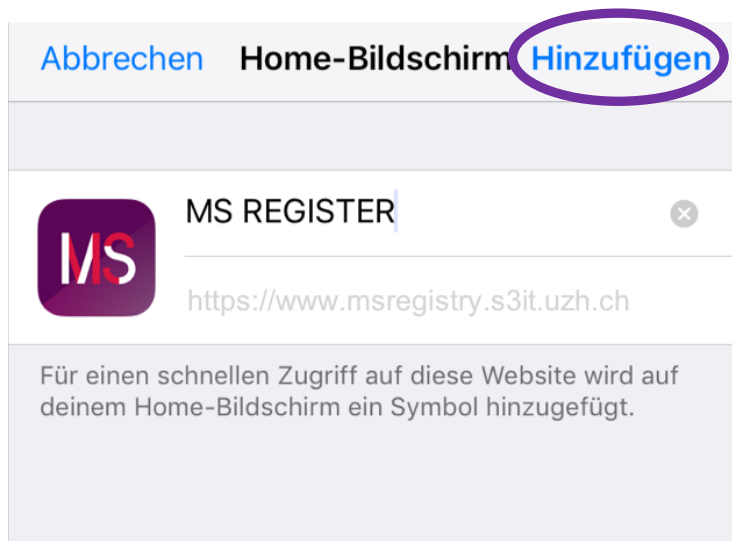 Abbrechen Home-Bildschirm Hinzufügen
MS REGISTER
MS
https://www.msregistry.s3it.uzh.ch
Für einen schnellen Zugriff auf diese Website wird auf
deinem Home-Bildschirm ein Symbol hinzugefügt.